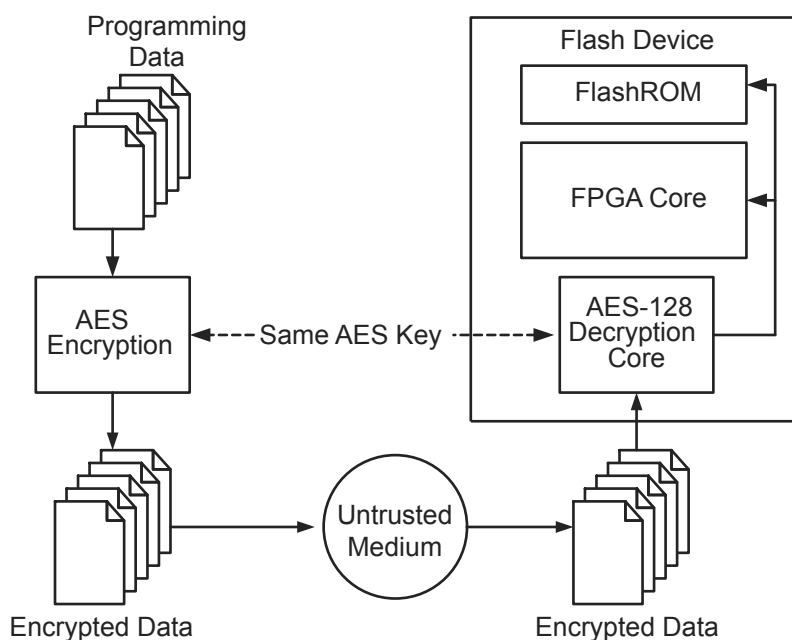 Programming
Data
Flash Device
FlashROM
FPGA Core
AES
Encryption
Same AES Key
AES-128
Decryption
Core
Untrusted
Medium
Encrypted Data
Encrypted Data